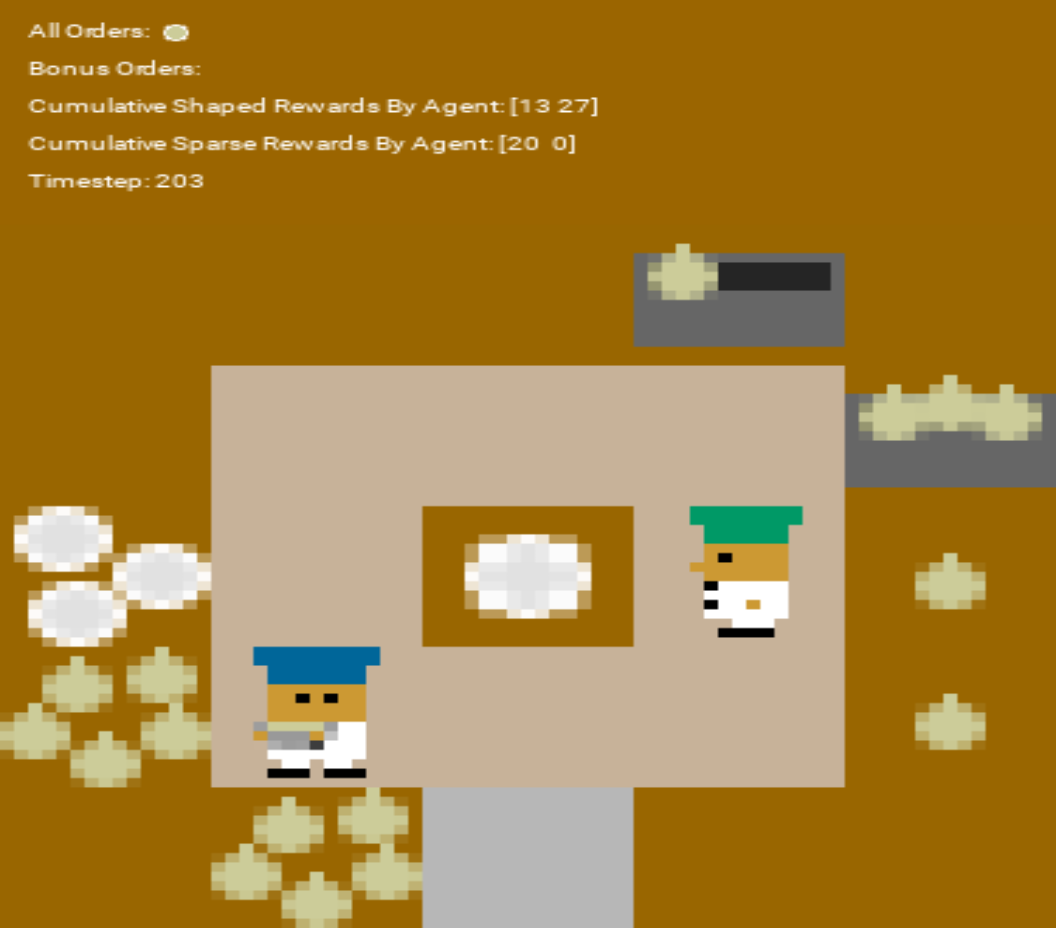 All Orders:
Bonus Orders:
Cumulative Shaped Rewards By Agent: [13 27]
Cumulative Sparse Rewards By Agent: [20  0]
Timestep: 203